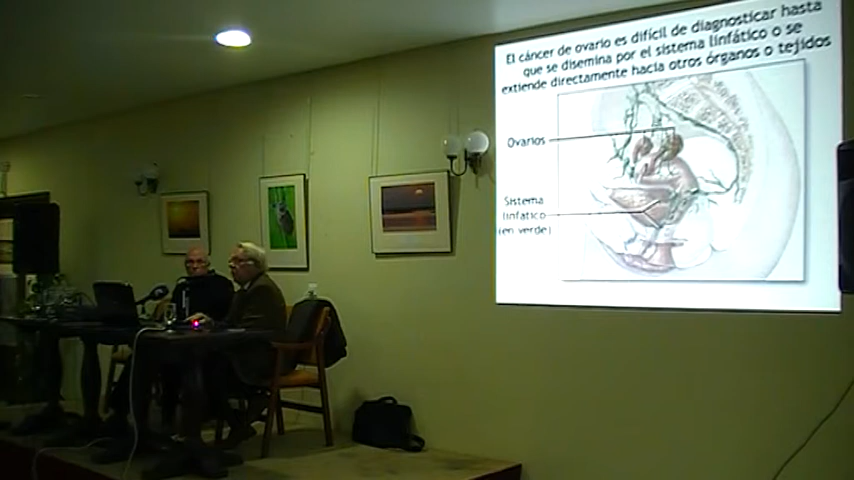 El cáncer de ovario es difícil de diagnosticar hasta
que se disemina por el sistema linfático o se
extiende directamente hacia otros órganos o tejidos
Ovarios
Sistema
linfático
(en verde)